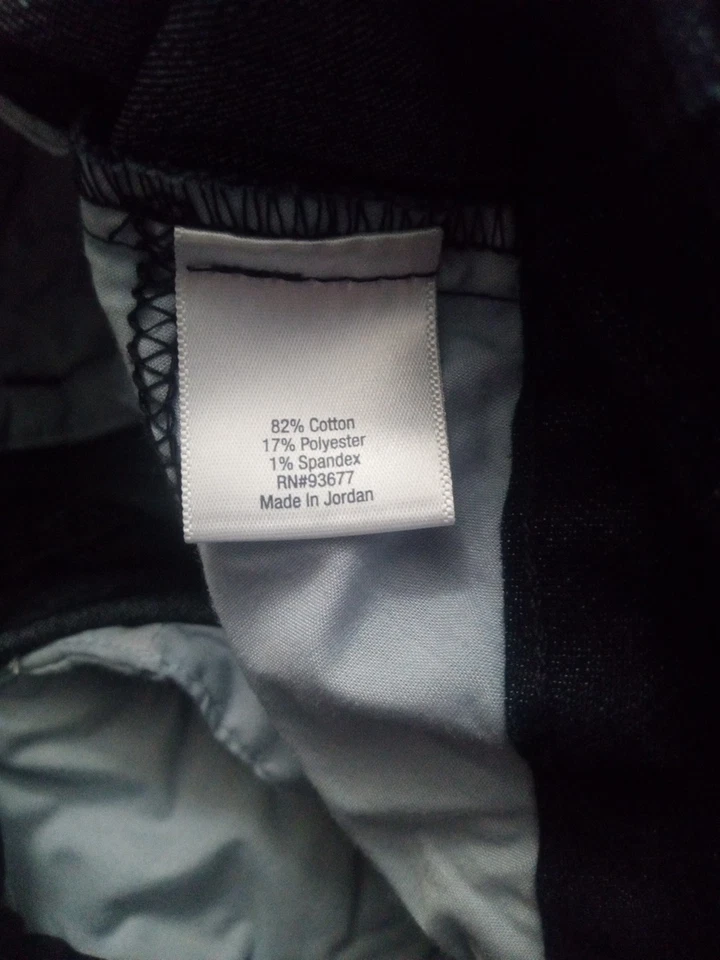 82% Cotton
17% Polyester
1% Spandex
RN#93677
Made In Jordan